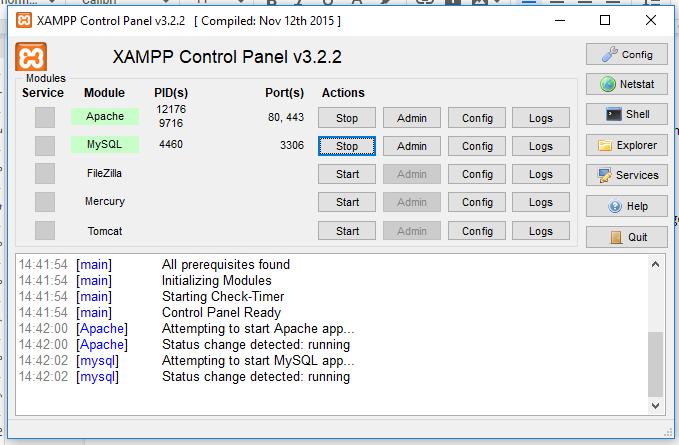 XAMPP Control Panel v3.2.2 [ Compiled: Nov 12th 2015 ]
XAMPP Control Panel v3.2.2
Config
Modules
Service Module PID(s) Port(s) Actions
Netstat
Apache 12176 9716 80, 443 Stop Admin Config Logs
Shell
MySQL 4460 3306 Stop Admin Config Logs
Explorer
FileZilla Start Admin Config Logs
Services
Mercury Start Admin Config Logs
Help
Tomcat Start Admin Config Logs
Quit
14:41:54 [main] All prerequisites found
14:41:54 [main] Initializing Modules
14:41:54 [main] Starting Check-Timer
14:41:54 [main] Control Panel Ready
14:42:00 [Apache] Attempting to start Apache app...
14:42:00 [Apache] Status change detected: running
14:42:02 [mysql] Attempting to start MySQL app...
14:42:02 [mysql] Status change detected: running